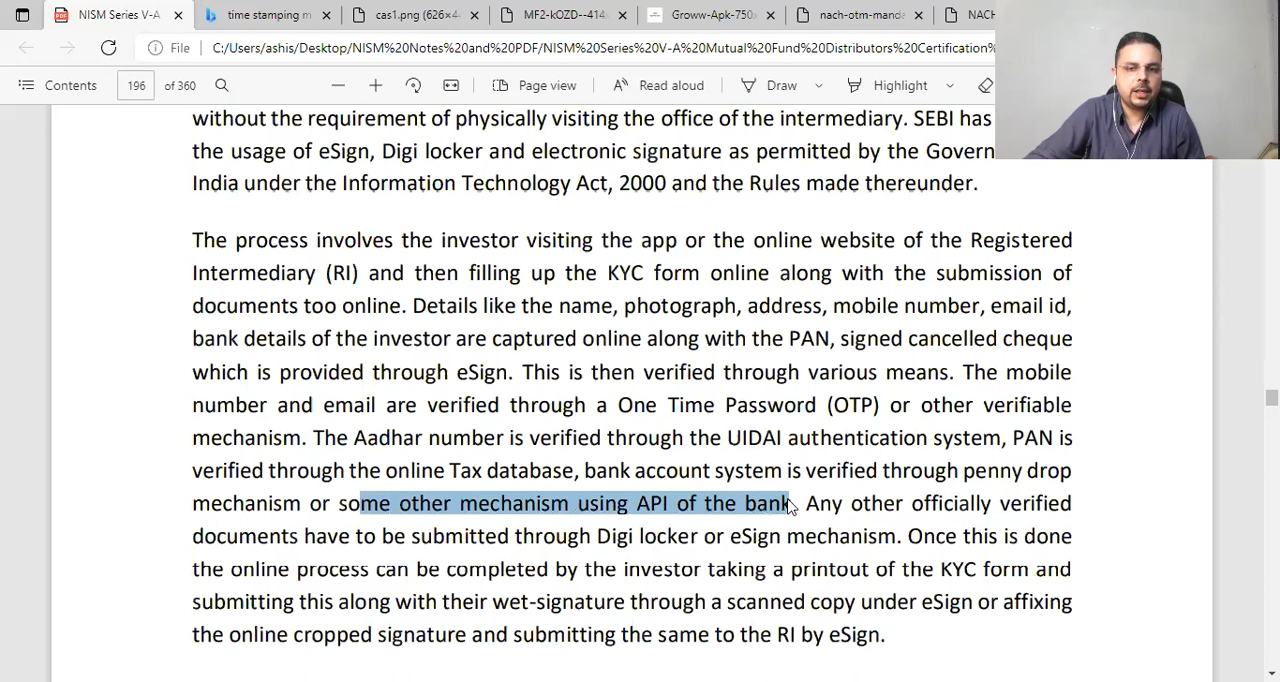 NISM Series V-A
time stamping m
cas1.png (626×4
MF2-kOZD--414
Groww-Apk-750
nach-otm-manda
NACH
File
C:/Users/ashis/Desktop/NISM%20Notes%20and%20PDF/NISM%20Series%20V-A%20Mutual%20Fund%20Distributors%20Certification%
Contents
196 of 360
Page view
Read aloud
Draw
Highlight
without the requirement of physically visiting the office of the intermediary. SEBI has
the usage of eSign, Digi locker and electronic signature as permitted by the Govern
India under the Information Technology Act, 2000 and the Rules made thereunder.
The process involves the investor visiting the app or the online website of the Registered
Intermediary (RI) and then filling up the KYC form online along with the submission of
documents too online. Details like the name, photograph, address, mobile number, email id,
bank details of the investor are captured online along with the PAN, signed cancelled cheque
which is provided through eSign. This is then verified through various means. The mobile
number and email are verified through a One Time Password (OTP) or other verifiable
mechanism. The Aadhar number is verified through the UIDAI authentication system, PAN is
verified through the online Tax database, bank account system is verified through penny drop
mechanism or some other mechanism using API of the bank. Any other officially verified
documents have to be submitted through Digi locker or eSign mechanism. Once this is done
the online process can be completed by the investor taking a printout of the KYC form and
submitting this along with their wet-signature through a scanned copy under eSign or affixing
the online cropped signature and submitting the same to the RI by eSign.